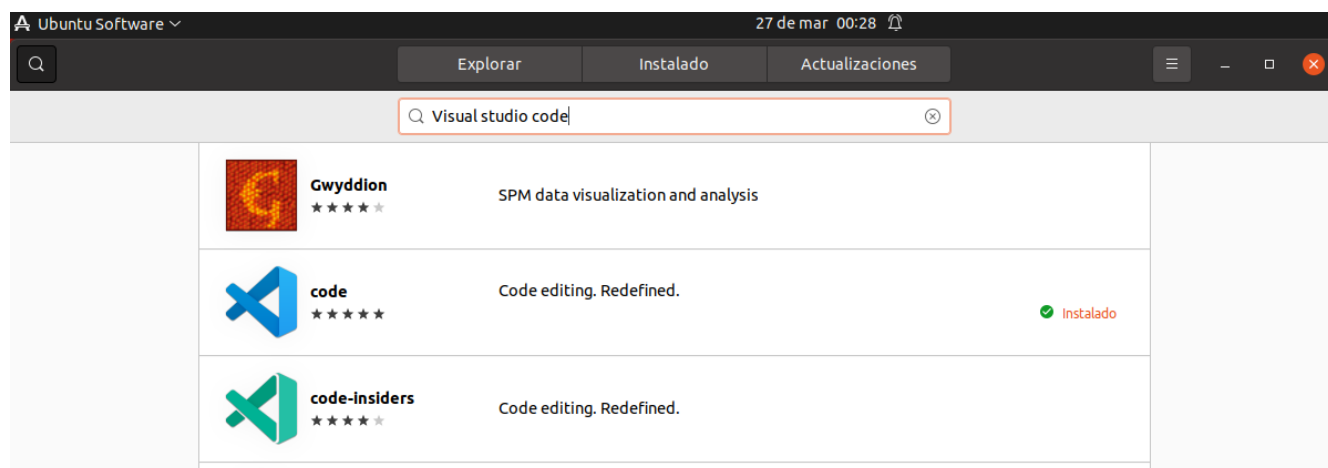 Ubuntu Software
27 de mar 00:28
Explorar
Instalado
Actualizaciones
Visual studio code
Gwyddion
SPM data visualization and analysis
code
Code editing. Redefined.
Instalado
code-insiders
Code editing. Redefined.